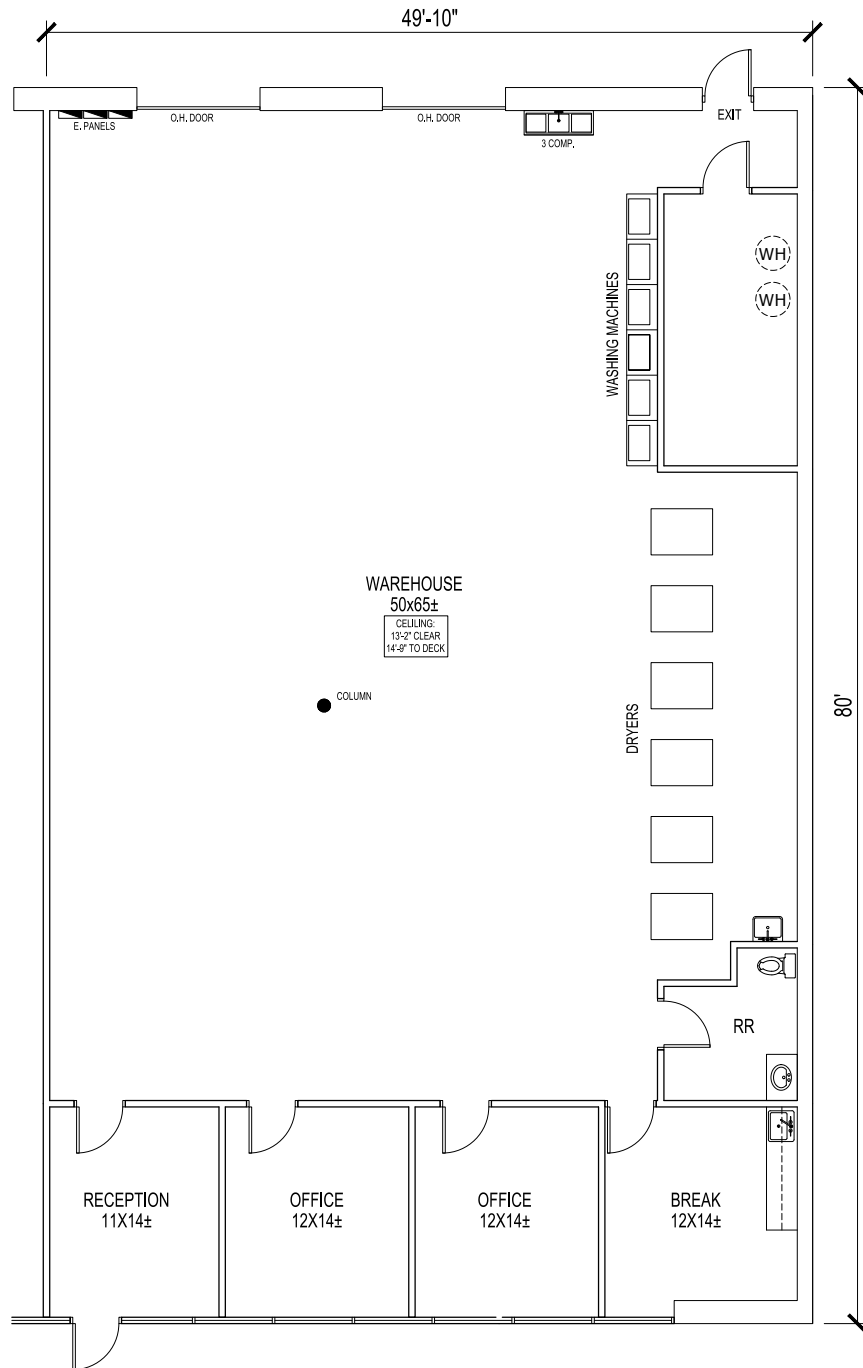 49'-10"
E. PANELS
O.H. DOOR
O.H. DOOR
3 COMP.
EXIT
WH
WH
WASHING MACHINES
WAREHOUSE
50x65±
CELILING:
13'-2" CLEAR
14'-9" TO DECK
COLUMN
DRYERS
80'
RR
RECEPTION
11X14±
OFFICE
12X14±
OFFICE
12X14±
BREAK
12X14±